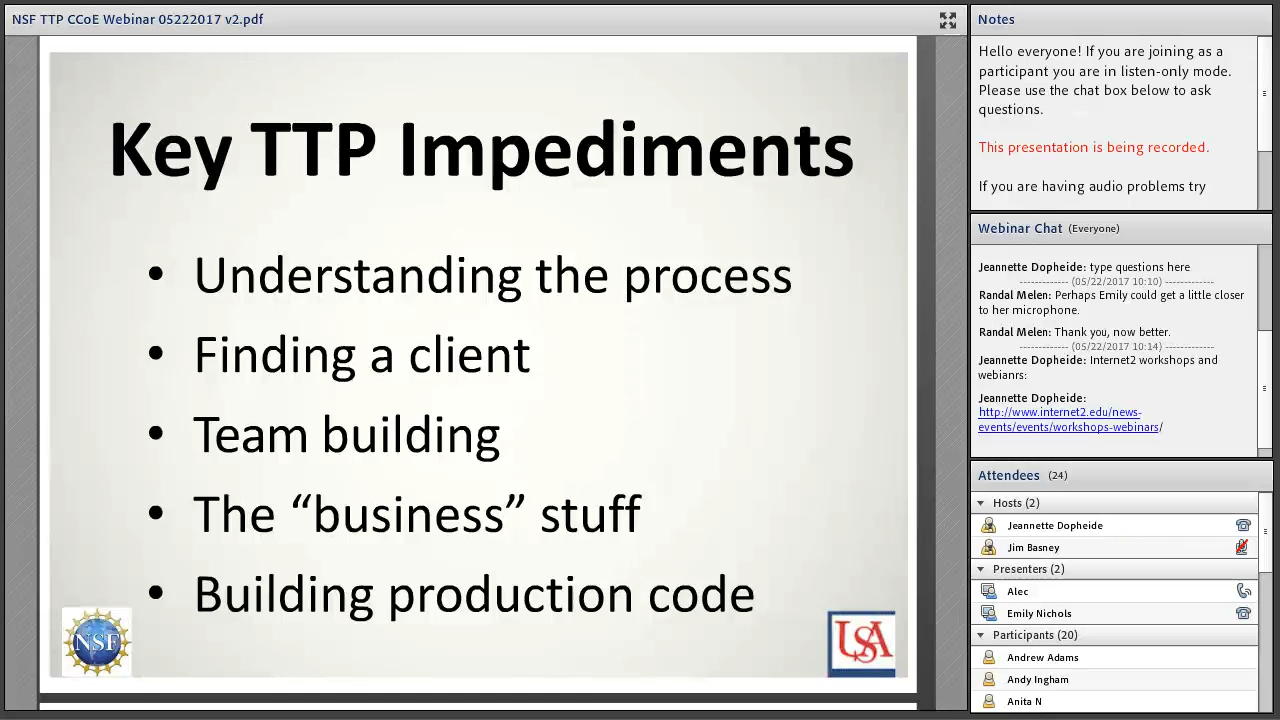 NSF TTP CCoE Webinar 05222017 v2.pdf
Key TTP Impediments
• Understanding the process
• Finding a client
• Team building
• The “business” stuff
• Building production code
NSF
USA
Notes
Hello everyone! If you are joining as a
participant you are in listen-only mode.
Please use the chat box below to ask
questions.
This presentation is being recorded.
If you are having audio problems try
Webinar Chat (Everyone)
Jeannette Dopheide: type questions here
------------- (05/22/2017 10:10) -------------
Randal Melen: Perhaps Emily could get a little closer
to her microphone.
Randal Melen: Thank you, now better.
------------- (05/22/2017 10:14) -------------
Jeannette Dopheide: Internet2 workshops and
webianrs:
Jeannette Dopheide:
http://www.internet2.edu/news-
events/events/workshops-webinars/
Attendees (24)
Hosts (2)
Jeannette Dopheide
Jim Basney
Presenters (2)
Alec
Emily Nichols
Participants (20)
Andrew Adams
Andy Ingham
Anita N